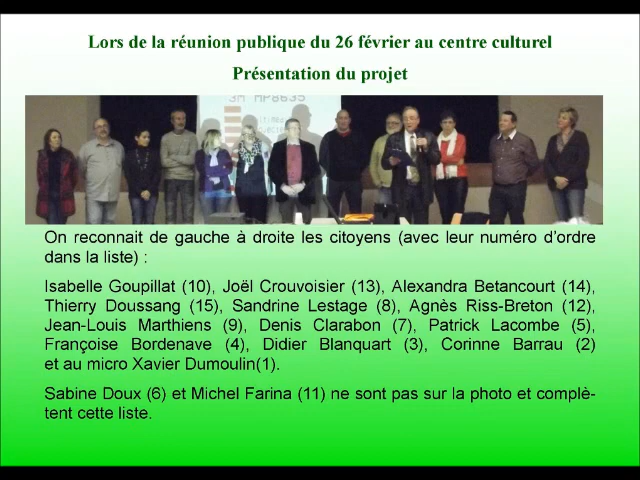 Lors de la réunion publique du 26 février au centre culturel
Présentation du projet
3M MP8635
On reconnait de gauche à droite les citoyens (avec leur numéro d'ordre
dans la liste) :
Isabelle Goupillat (10), Joël Crouvoisier (13), Alexandra Betancourt (14),
Thierry Doussang (15), Sandrine Lestage (8), Agnès Riss-Breton (12),
Jean-Louis Marthiens (9), Denis Clarabon (7), Patrick Lacombe (5),
Françoise Bordenave (4), Didier Blanquart (3), Corinne Barrau (2)
et au micro Xavier Dumoulin(1).
Sabine Doux (6) et Michel Farina (11) ne sont pas sur la photo et complè-
tent cette liste.